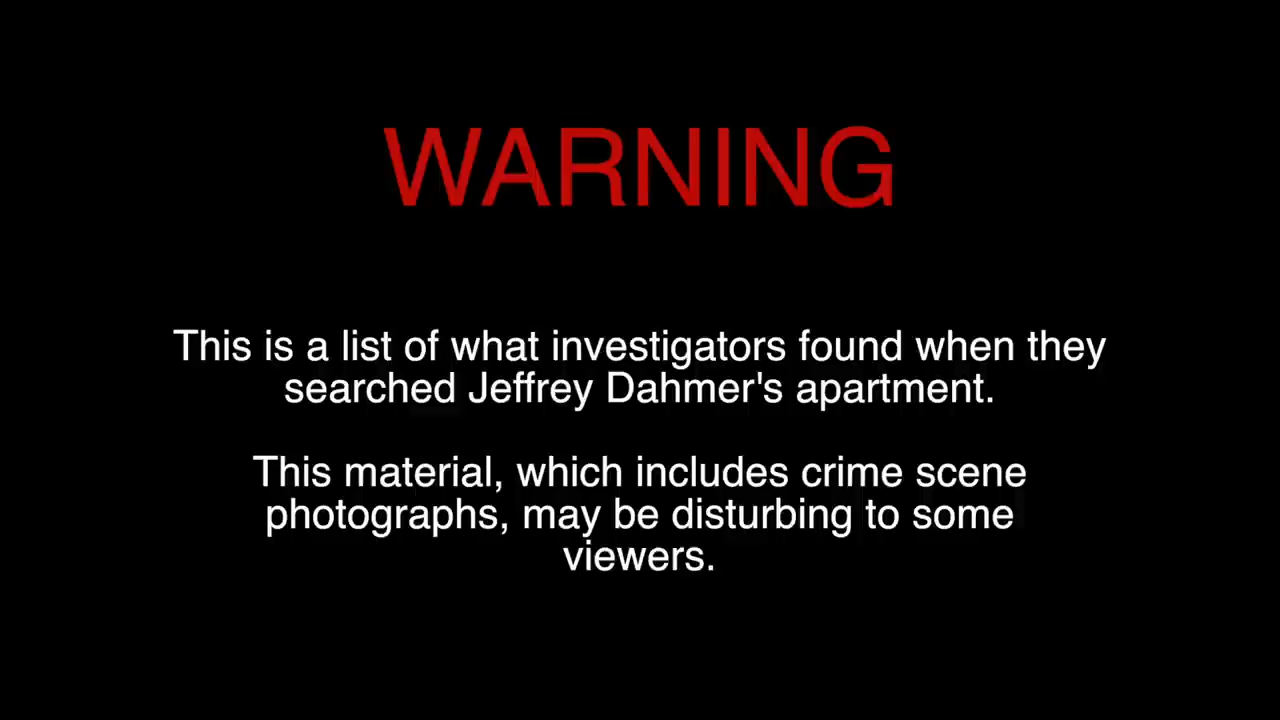 WARNING
This is a list of what investigators found when they
searched Jeffrey Dahmer's apartment.
This material, which includes crime scene
photographs, may be disturbing to some
viewers.